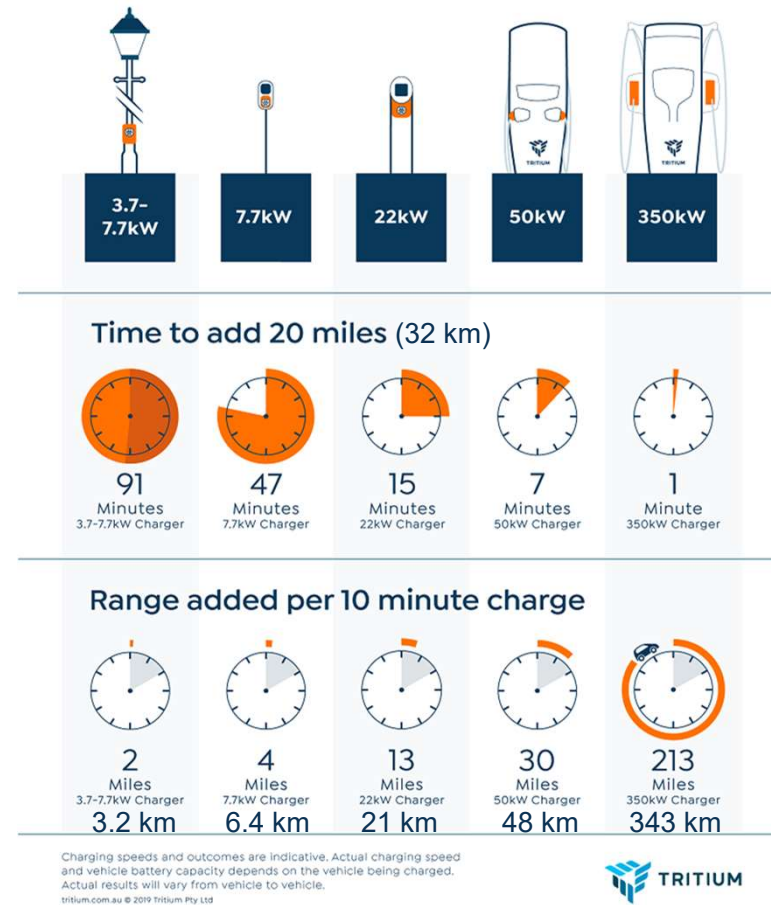 TRITIUM
TRITIUM
3.7-
7.7kW
7.7kW
22kW
50kW
350kW
Time to add 20 miles (32 km)
91
Minutes
3.7-7.7kW Charger
47
Minutes
7.7kW Charger
15
Minutes
22kW Charger
7
Minutes
50kW Charger
1
Minute
350kW Charger
Range added per 10 minute charge
2
Miles
3.7-7.7kW Charger
3.2 km
4
Miles
7.7kW Charger
6.4 km
13
Miles
22kW Charger
21 km
30
Miles
50kW Charger
48 km
213
Miles
350kW Charger
343 km
Charging speeds and outcomes are indicative. Actual charging speed
and vehicle battery capacity depends on the vehicle being charged.
Actual results will vary from vehicle to vehicle.
tritium.com.au © 2019 Tritium Pty Ltd
TRITIUM